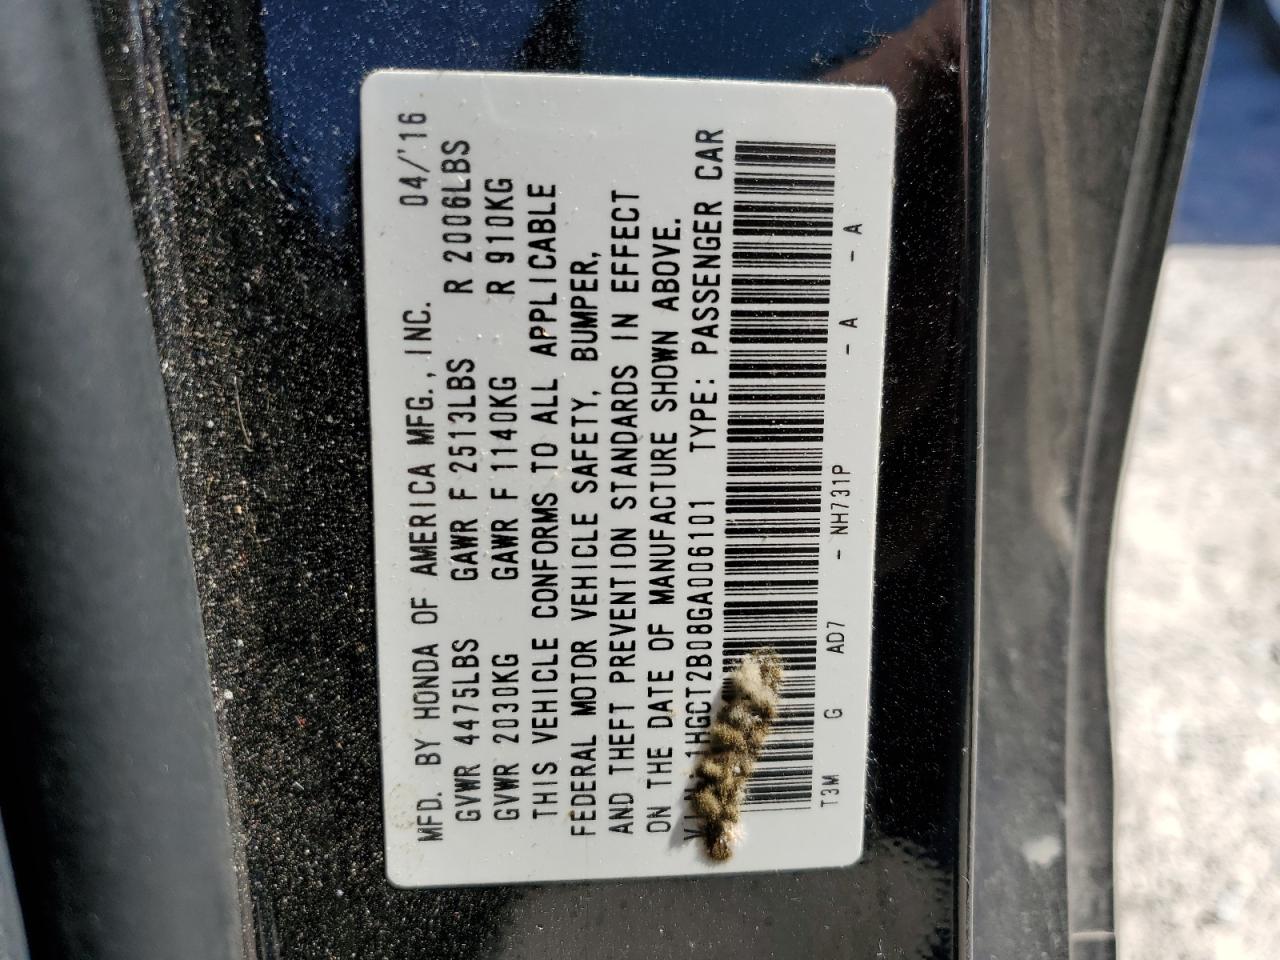 MFD. BY HONDA OF AMERICA MFG., INC. 04/'16
GVWR 4475LBS GAWR F 2513LBS R 2006LBS
GVWR 2030KG GAWR F 1140KG R 910KG
THIS VEHICLE CONFORMS TO ALL APPLICABLE
FEDERAL MOTOR VEHICLE SAFETY, BUMPER,
AND THEFT PREVENTION STANDARDS IN EFFECT
ON THE DATE OF MANUFACTURE SHOWN ABOVE.
1HGCT2B08GA006101 TYPE: PASSENGER CAR
T3M G AD7 - NH731P - A - A